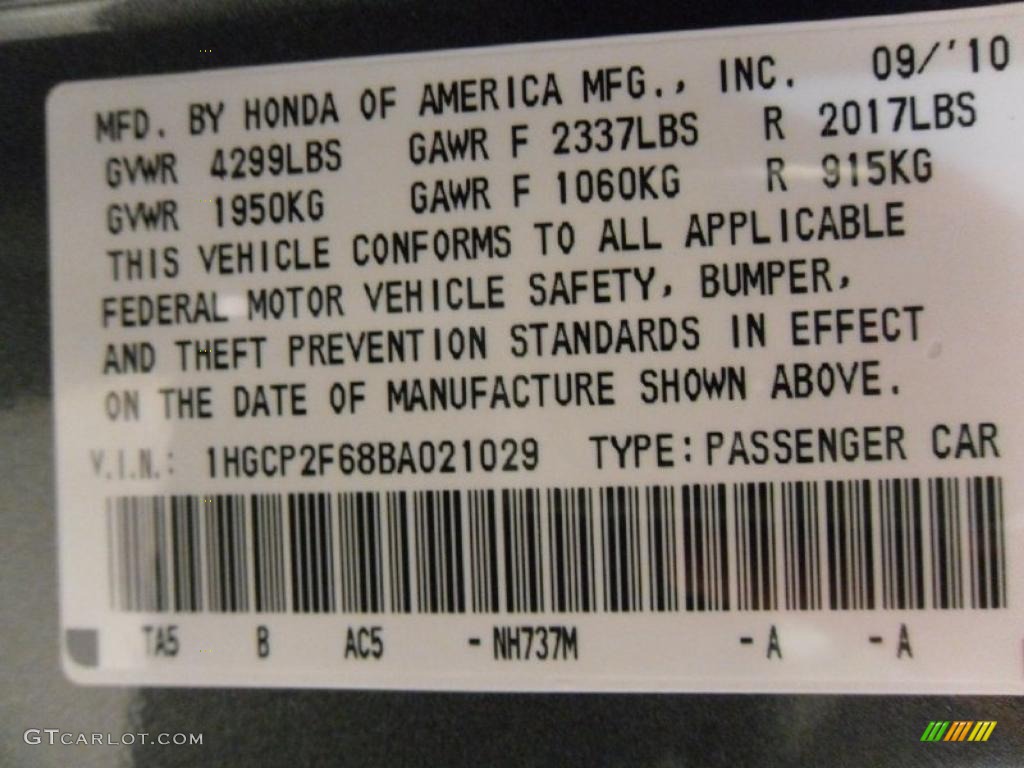 MFD. BY HONDA OF AMERICA MFG., INC. 09/'10
GVWR 4299LBS GAWR F 2337LBS R 2017LBS
GVWR 1950KG GAWR F 1060KG R 915KG
THIS VEHICLE CONFORMS TO ALL APPLICABLE
FEDERAL MOTOR VEHICLE SAFETY, BUMPER,
AND THEFT PREVENTION STANDARDS IN EFFECT
ON THE DATE OF MANUFACTURE SHOWN ABOVE.
V.I.N.: 1HGCP2F68BA021029 TYPE: PASSENGER CAR
TA5 B AC5 - NH737M - A - A
GTCARLOT.COM